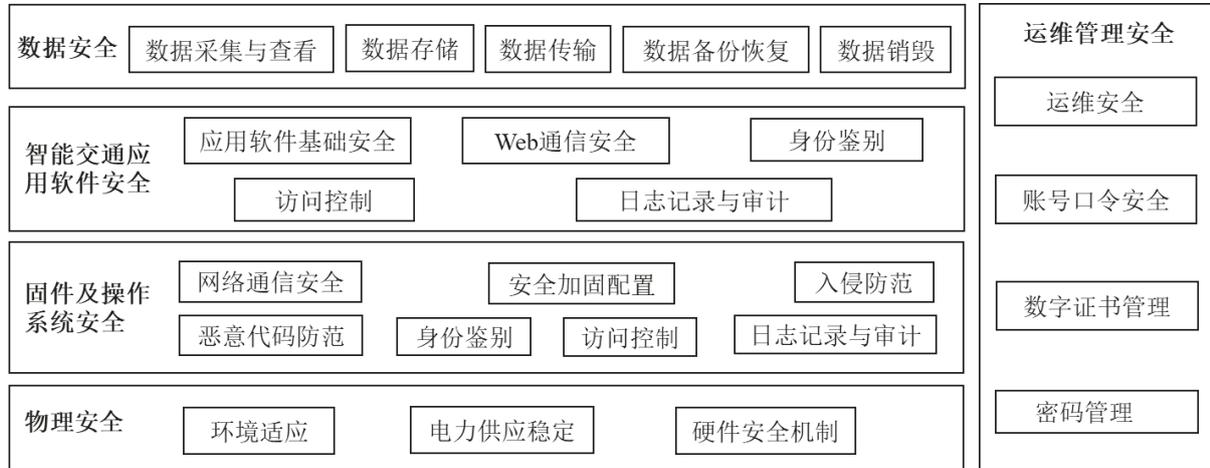 数据安全
数据采集与查看
数据存储
数据传输
数据备份恢复
数据销毁
智能交通应
用软件安全
应用软件基础安全
Web通信安全
身份鉴别
访问控制
日志记录与审计
固件及操作
系统安全
网络通信安全
安全加固配置
入侵防范
恶意代码防范
身份鉴别
访问控制
日志记录与审计
物理安全
环境适应
电力供应稳定
硬件安全机制
运维管理安全
运维安全
账号口令安全
数字证书管理
密码管理